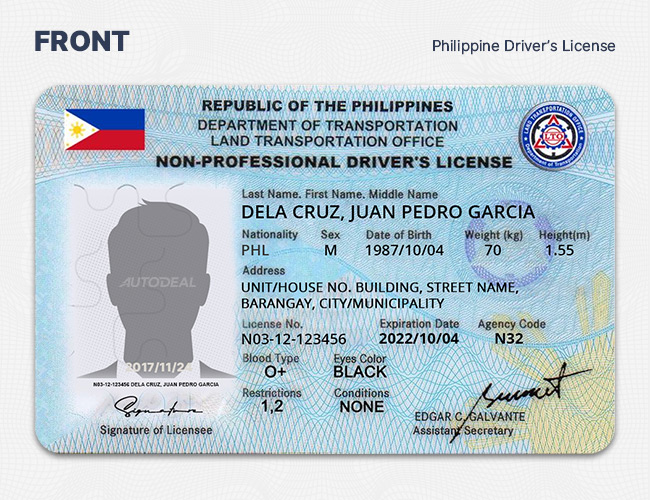 FRONT
Philippine Driver's License
REPUBLIC OF THE PHILIPPINES
DEPARTMENT OF TRANSPORTATION
LAND TRANSPORTATION OFFICE
NON-PROFESSIONAL DRIVER'S LICENSE
LAND TRANSPORTATION OFFICE
LTO
Department of Transportation
Last Name. First Name. Middle Name
DELA CRUZ, JUAN PEDRO GARCIA
Nationality Sex Date of Birth Weight (kg) Height(m)
PHL M 1987/10/04 70 1.55
Address
UNIT/HOUSE NO. BUILDING, STREET NAME,
BARANGAY, CITY/MUNICIPALITY
License No. Expiration Date Agency Code
N03-12-123456 2022/10/04 N32
Blood Type Eyes Color
O+ BLACK
Restrictions Conditions
1,2 NONE
AUTODEAL
2017/11/24
N03-12-123456 DELA CRUZ, JUAN PEDRO GARCIA
Signature
Signature of Licensee
EDGAR C. GALVANTE
Assistant Secretary